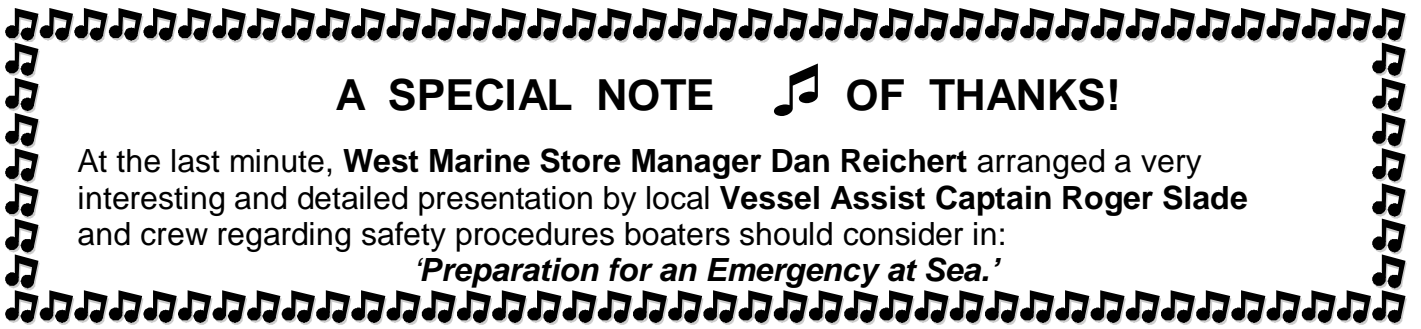 A SPECIAL NOTE OF THANKS!
At the last minute, West Marine Store Manager Dan Reichert arranged a very
interesting and detailed presentation by local Vessel Assist Captain Roger Slade
and crew regarding safety procedures boaters should consider in:
‘Preparation for an Emergency at Sea.’